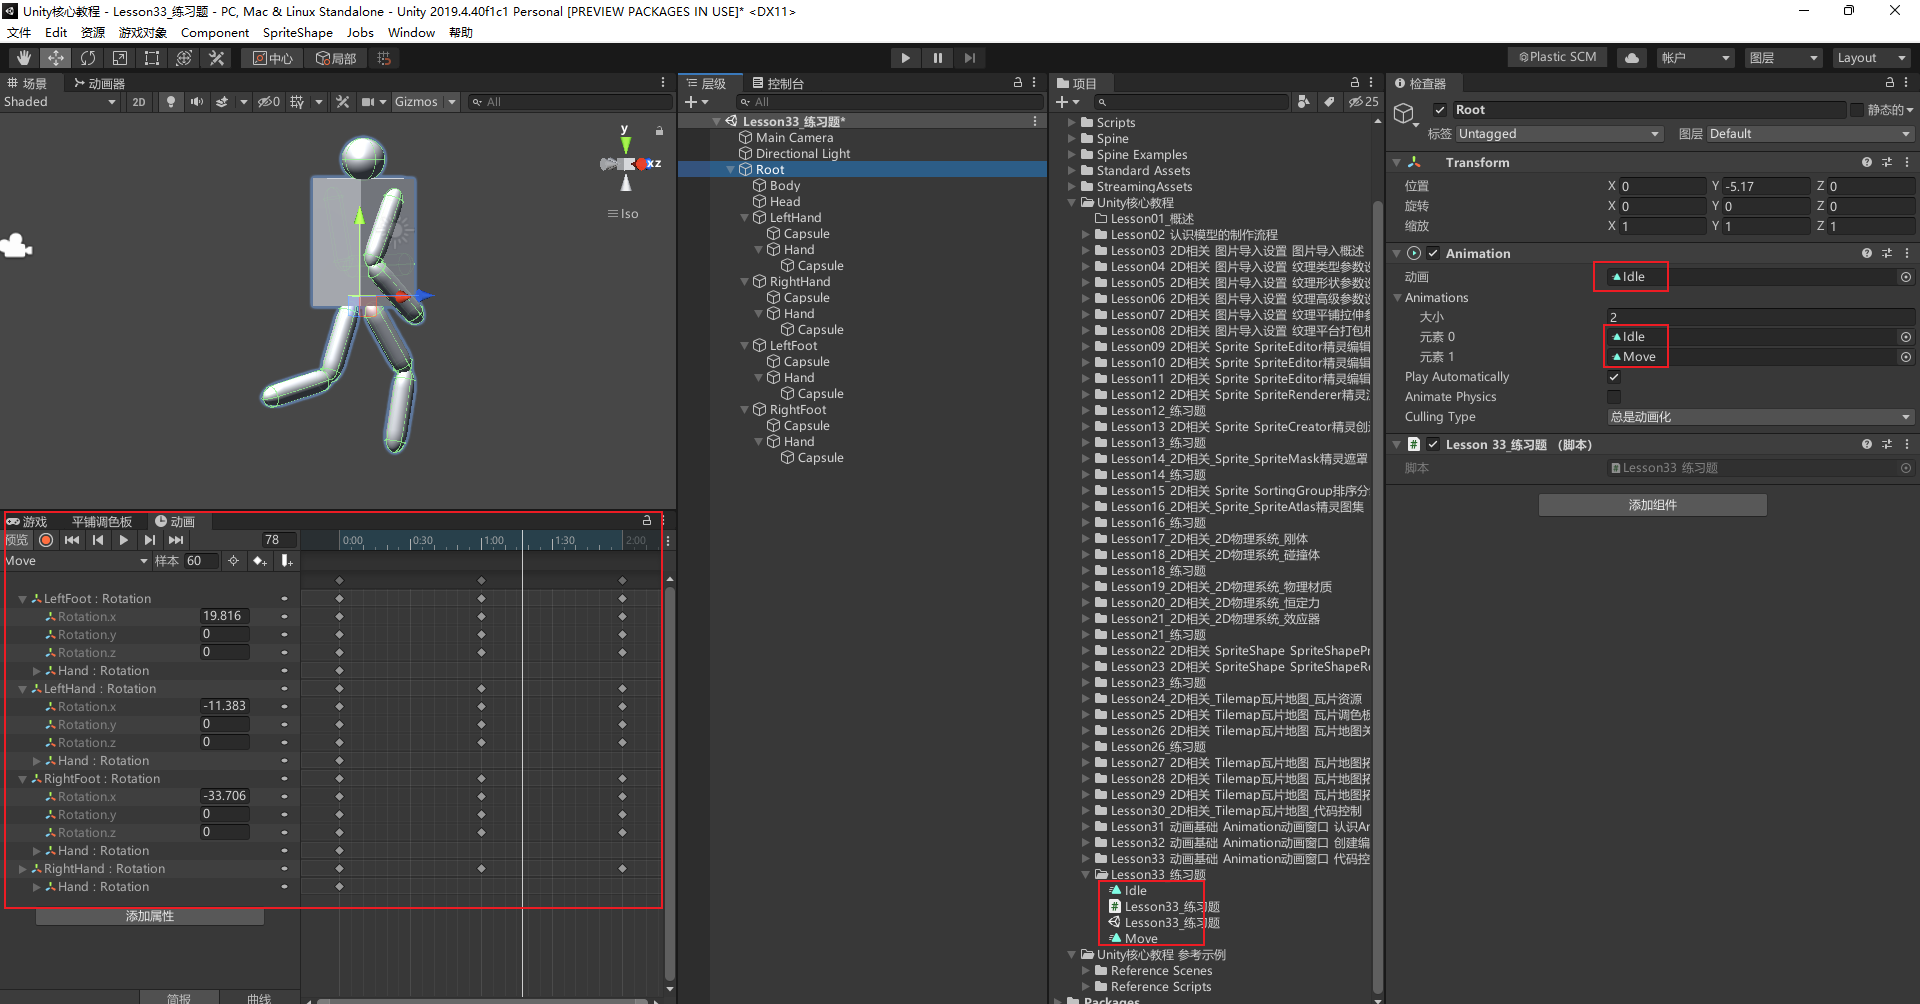 Unity核心教程 - Lesson33_练习题 - PC, Mac & Linux Standalone - Unity 2019.4.40f1c1 Personal [PREVIEW PACKAGES IN USE]* <DX11>
文件 Edit 资源 游戏对象 Component SpriteShape Jobs Window 帮助
中心 局部 Plastic SCM 帐户 图层 Layout
场景 动画器
Shaded 2D 0 Gizmos All
y
x z
Iso
层级 控制台
All
Lesson33_练习题*
Main Camera
Directional Light
Root
Body
Head
LeftHand
Capsule
Hand
Capsule
RightHand
Capsule
Hand
Capsule
LeftFoot
Capsule
Hand
Capsule
RightFoot
Capsule
Hand
Capsule
项目
25
Scripts
Spine
Spine Examples
Standard Assets
StreamingAssets
Unity核心教程
Lesson01_概述
Lesson02 认识模型的制作流程
Lesson03 2D相关 图片导入设置 图片导入概述
Lesson04 2D相关 图片导入设置 纹理类型参数设
Lesson05 2D相关 图片导入设置 纹理形状参数设
Lesson06 2D相关 图片导入设置 纹理高级参数设
Lesson07 2D相关 图片导入设置 纹理平铺拉伸参
Lesson08 2D相关 图片导入设置 纹理平台打包相
Lesson09 2D相关 Sprite SpriteEditor精灵编辑
Lesson10 2D相关 Sprite SpriteEditor精灵编辑
Lesson11 2D相关 Sprite SpriteEditor精灵编辑
Lesson12 2D相关 Sprite SpriteRenderer精灵
Lesson12_练习题
Lesson13 2D相关 Sprite SpriteCreator精灵创
Lesson13_练习题
Lesson14_2D相关_Sprite_SpriteMask精灵遮罩
Lesson14_练习题
Lesson15 2D相关 Sprite SortingGroup排序分
Lesson16_2D相关_Sprite_SpriteAtlas精灵图集
Lesson16_练习题
Lesson17_2D相关_2D物理系统_刚体
Lesson18_2D相关_2D物理系统_碰撞体
Lesson18_练习题
Lesson19_2D相关_2D物理系统_物理材质
Lesson20_2D相关_2D物理系统_恒定力
Lesson21_2D相关_2D物理系统_效应器
Lesson21_练习题
Lesson22 2D相关 SpriteShape SpriteShapePr
Lesson23 2D相关 SpriteShape SpriteShapeRe
Lesson23_练习题
Lesson24_2D相关_Tilemap瓦片地图_瓦片资源
Lesson25 2D相关 Tilemap瓦片地图 瓦片调色板
Lesson26 2D相关 Tilemap瓦片地图 瓦片地图关
Lesson26_练习题
Lesson27 2D相关 Tilemap瓦片地图 瓦片地图拓
Lesson28 2D相关 Tilemap瓦片地图 瓦片地图拓
Lesson29 2D相关 Tilemap瓦片地图 瓦片地图拓
Lesson30_2D相关_Tilemap瓦片地图_代码控制
Lesson31 动画基础 Animation动画窗口 认识An
Lesson32 动画基础 Animation动画窗口 创建编
Lesson33 动画基础 Animation动画窗口 代码控
Lesson33_练习题
Idle
Lesson33_练习题
Lesson33_练习题
Move
Unity核心教程 参考示例
Reference Scenes
Reference Scripts
Packages
检查器
Root 静态的
标签 Untagged 图层 Default
Transform
位置 X 0 Y -5.17 Z 0
旋转 X 0 Y 0 Z 0
缩放 X 1 Y 1 Z 1
Animation
动画 Idle
Animations
大小 2
元素 0 Idle
元素 1 Move
Play Automatically
Animate Physics
Culling Type 总是动画化
Lesson 33_练习题 （脚本）
脚本 Lesson33 练习题
添加组件
游戏 平铺调色板 动画
预览 78 0:00 0:30 1:00 1:30 2:00
Move 样本 60
LeftFoot : Rotation
Rotation.x 19.816
Rotation.y 0
Rotation.z 0
Hand : Rotation
LeftHand : Rotation
Rotation.x -11.383
Rotation.y 0
Rotation.z 0
Hand : Rotation
RightFoot : Rotation
Rotation.x -33.706
Rotation.y 0
Rotation.z 0
Hand : Rotation
RightHand : Rotation
Hand : Rotation
添加属性
简报 曲线